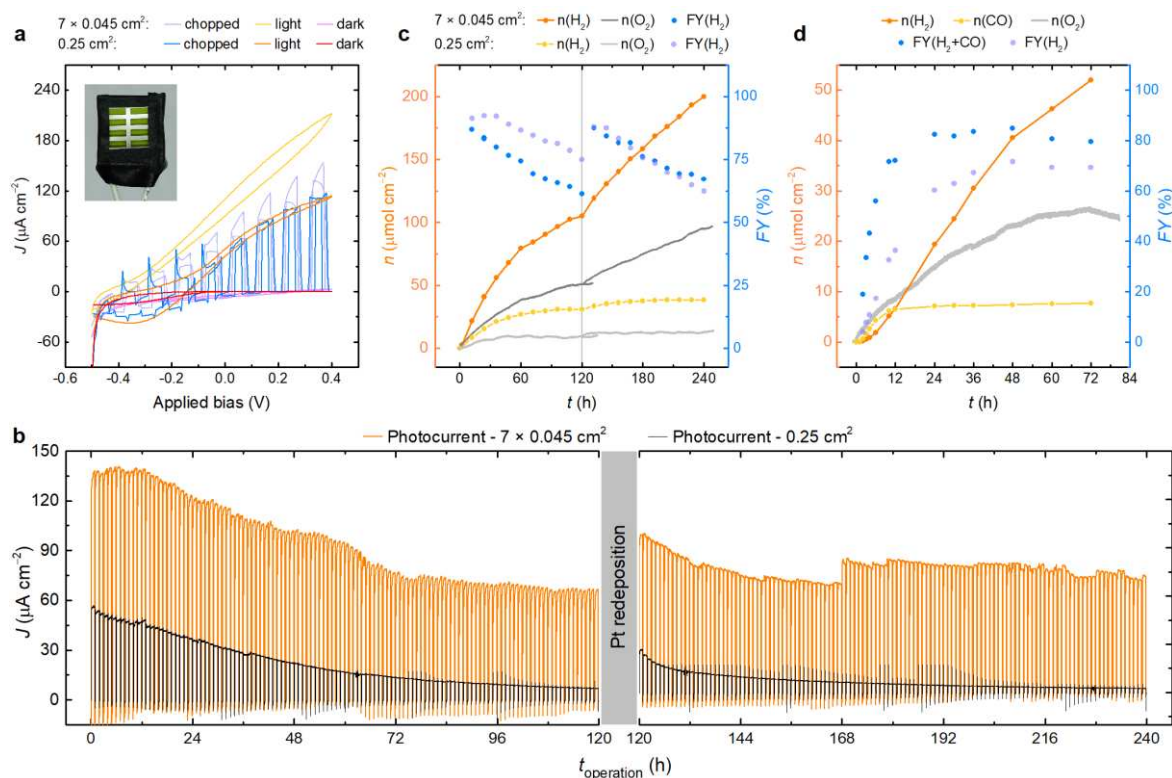 7 × 0.045 cm²: chopped light dark
0.25 cm²: chopped light dark
a
J (µA cm⁻²)
240
180
120
60
0
-60
-0.6 -0.4 -0.2 0.0 0.2 0.4
Applied bias (V)
7 × 0.045 cm²: n(H₂) n(O₂) FY(H₂)
0.25 cm²: n(H₂) n(O₂) FY(H₂)
c
n (µmol cm⁻²)
200
150
100
50
0
100
75
50
25
0
FY (%)
0 60 120 180 240
t (h)
n(H₂) n(CO) n(O₂)
FY(H₂+CO) FY(H₂)
d
n (µmol cm⁻²)
50
40
30
20
10
0
100
80
60
40
20
0
FY (%)
0 12 24 36 48 60 72 84
t (h)
b
Photocurrent - 7 × 0.045 cm² Photocurrent - 0.25 cm²
J (µA cm⁻²)
150
120
90
60
30
0
Pt redeposition
0 24 48 72 96 120 120 144 168 192 216 240
t operation (h)